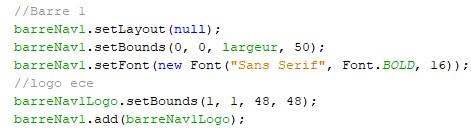 //Barre 1
barreNav1.setLayout(null);
barreNav1.setBounds(0, 0, largeur, 50);
barreNav1.setFont(new Font("Sans Serif", Font.BOLD, 16));
//logo ece
barreNav1Logo.setBounds(1, 1, 48, 48);
barreNav1.add(barreNav1Logo);